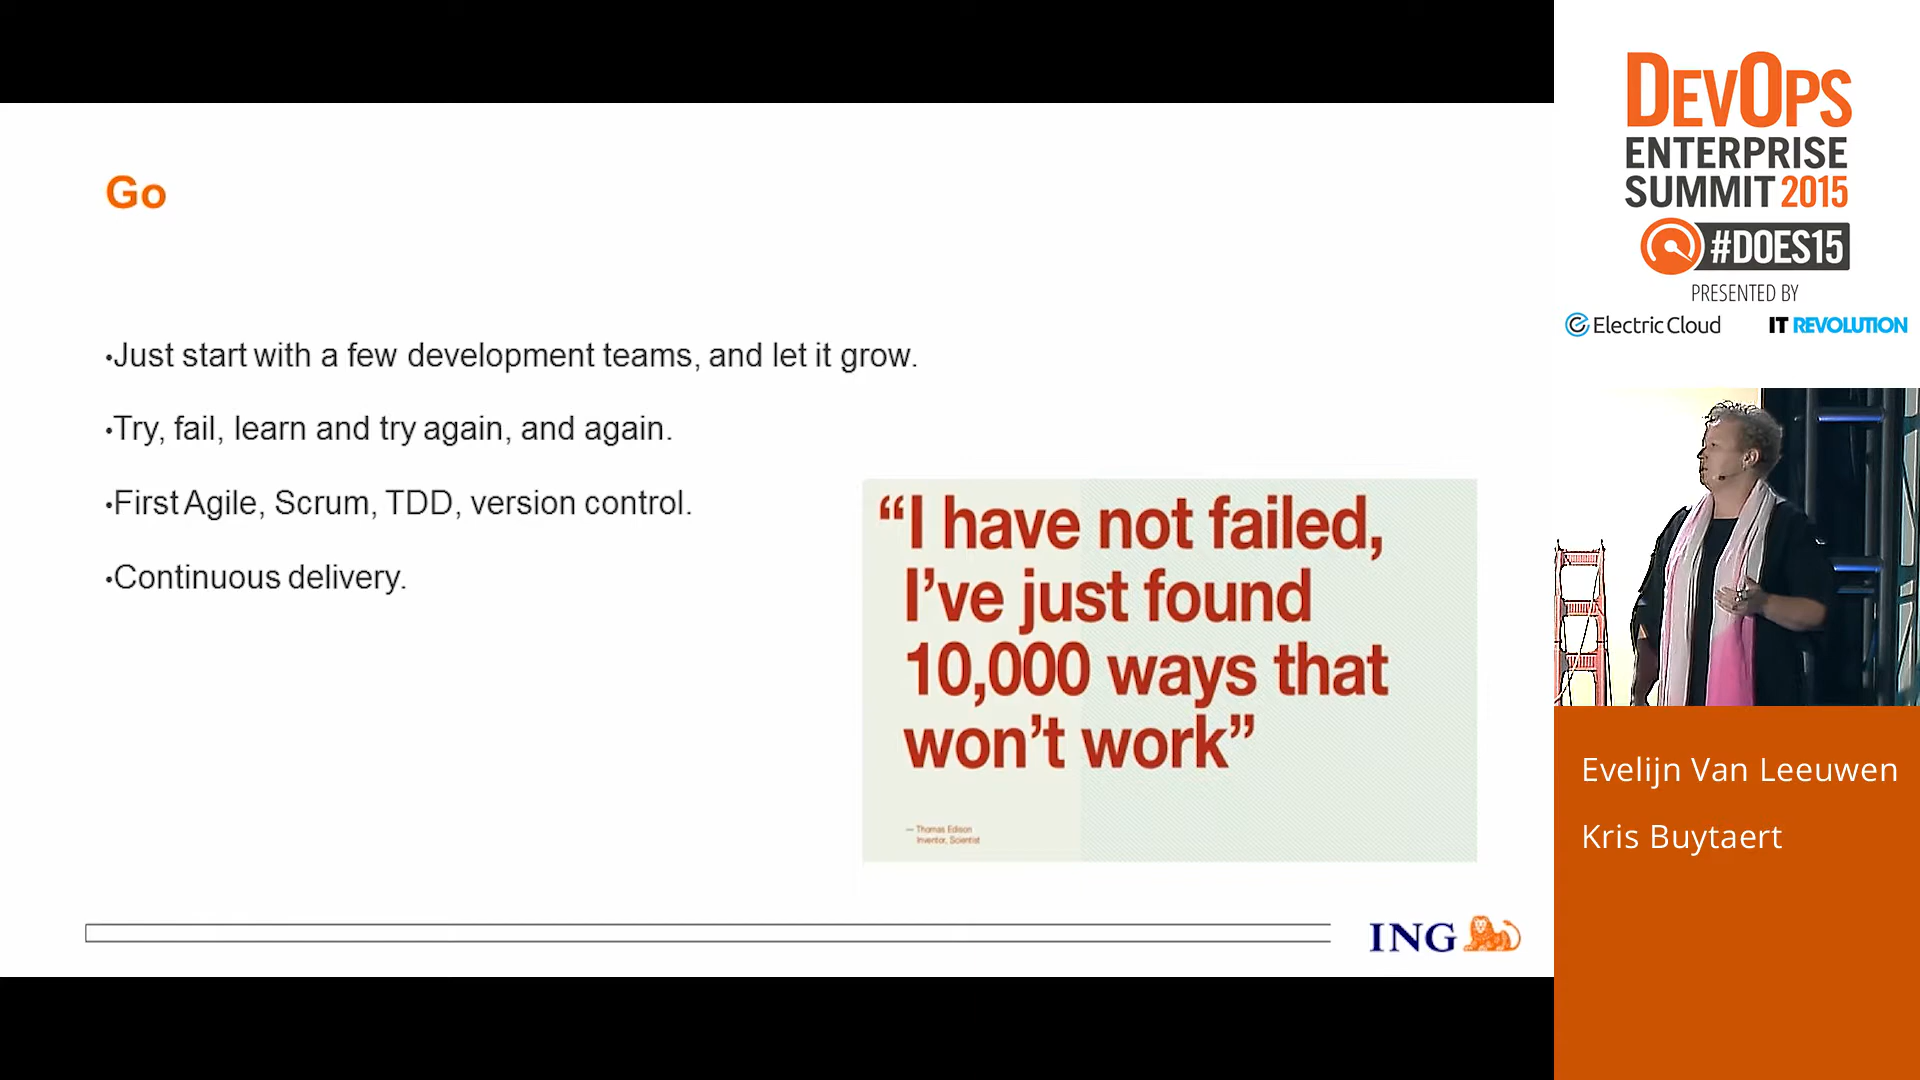 Go
•Just start with a few development teams, and let it grow.
•Try, fail, learn and try again, and again.
•First Agile, Scrum, TDD, version control.
•Continuous delivery.
“I have not failed,
I’ve just found
10,000 ways that
won’t work”
— Thomas Edison
Inventor, Scientist
ING
DEVOPS
ENTERPRISE
SUMMIT 2015
#DOES15
PRESENTED BY
Electric Cloud
IT REVOLUTION
Evelijn Van Leeuwen
Kris Buytaert